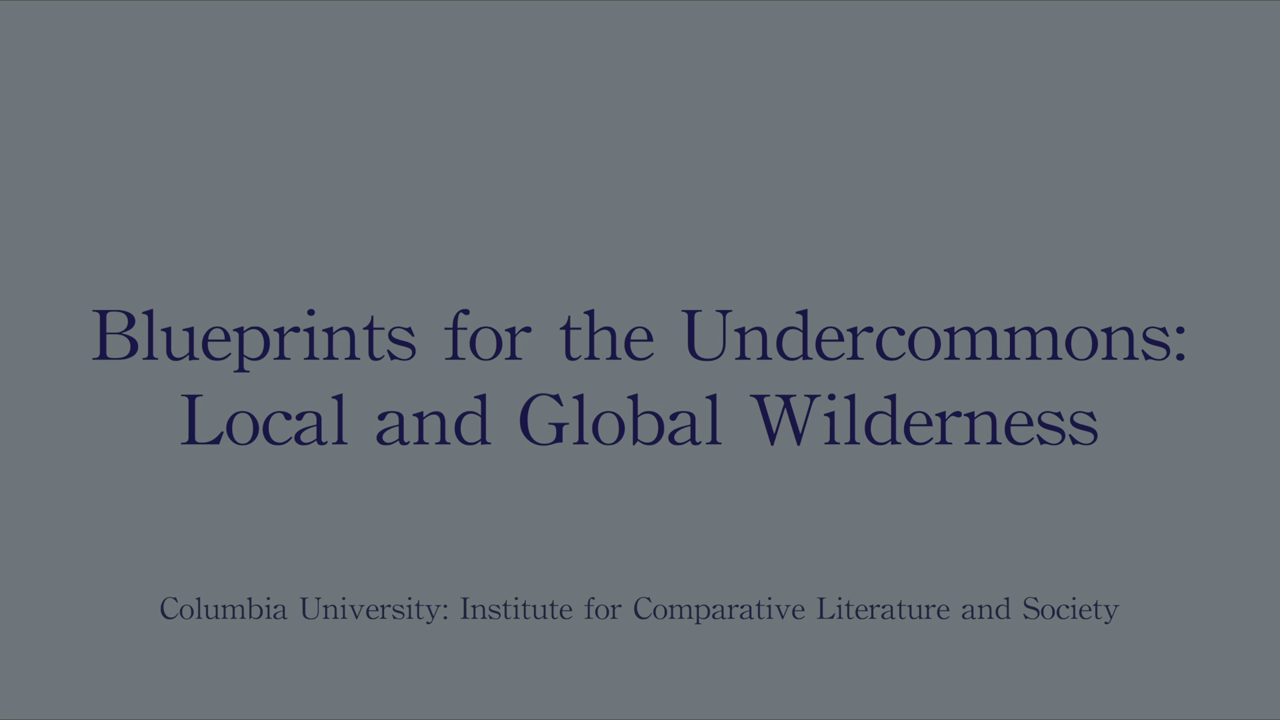 Blueprints for the Undercommons:
Local and Global Wilderness
Columbia University: Institute for Comparative Literature and Society